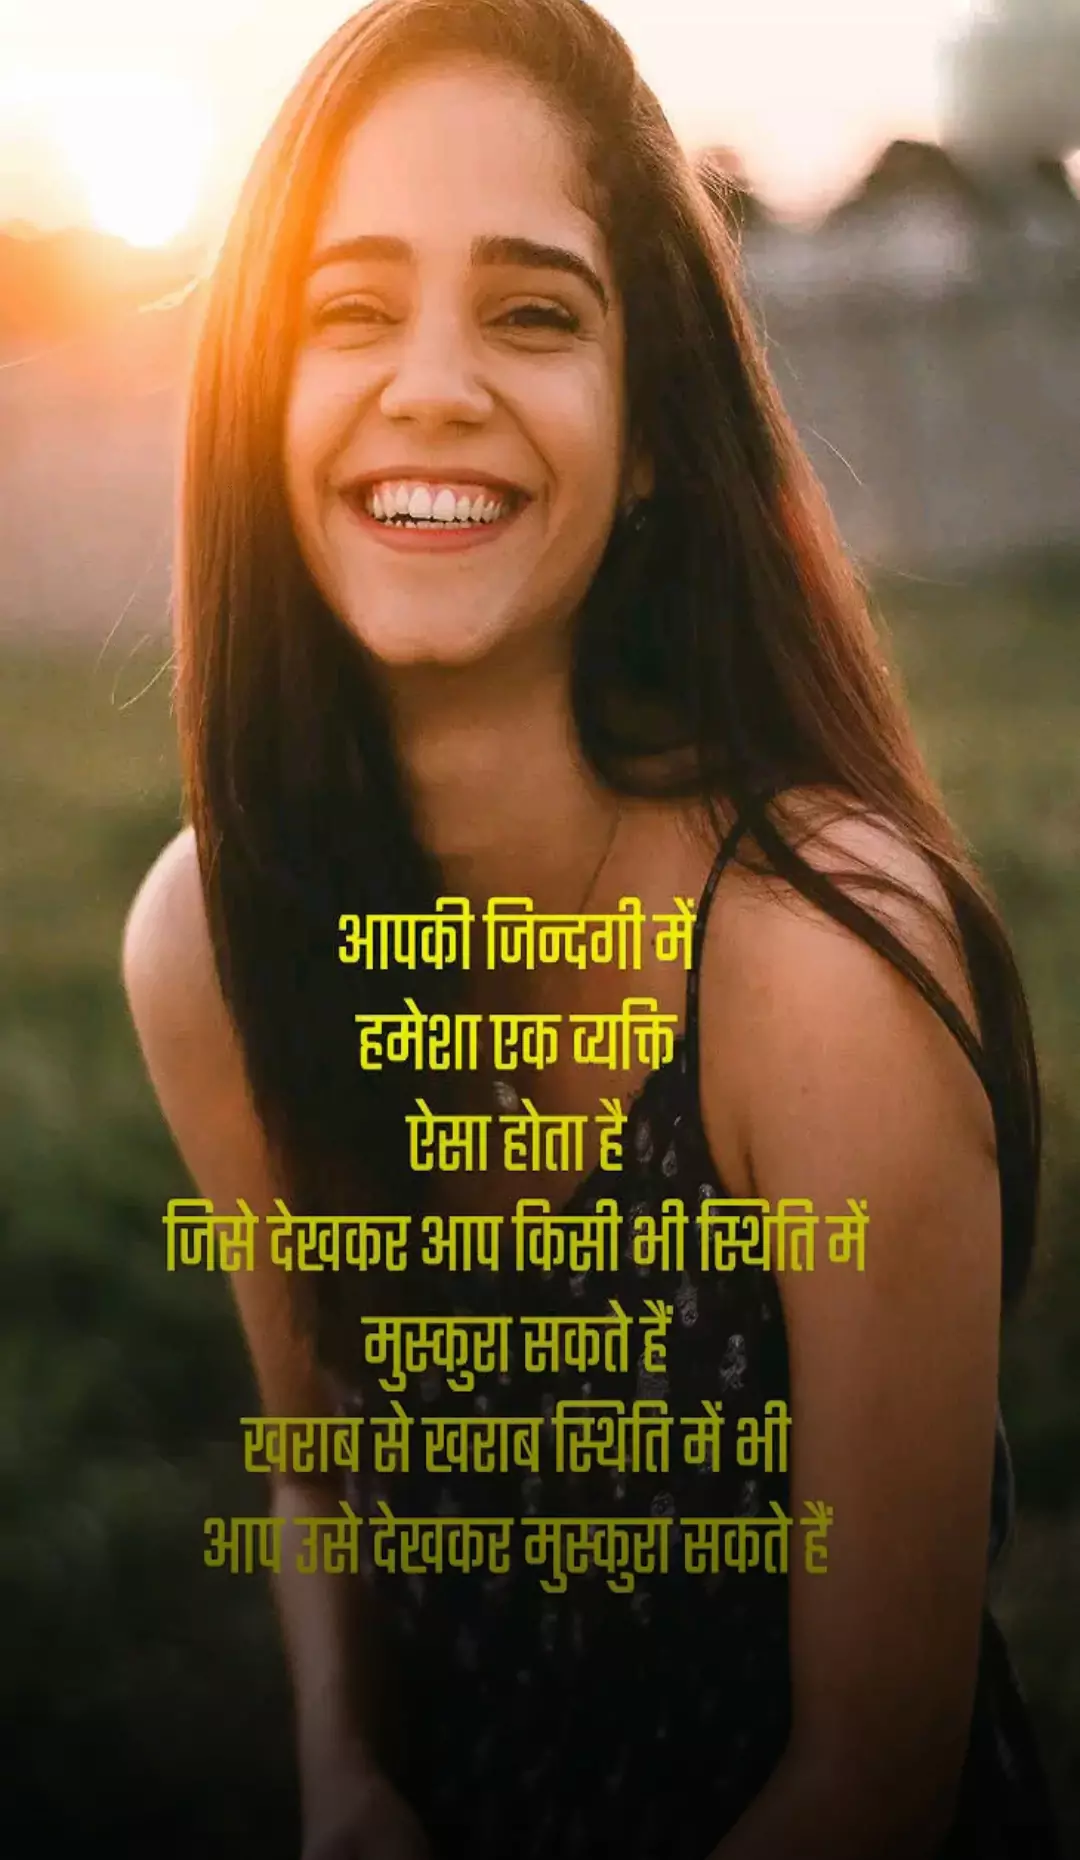 आपकी जिन्दगी में
हमेशा एक व्यक्ति
ऐसा होता है
जिसे देखकर आप किसी भी स्थिति में
मुस्कुरा सकते हैं
खराब से खराब स्थिति में भी
आप उसे देखकर मुस्कुरा सकते हैं